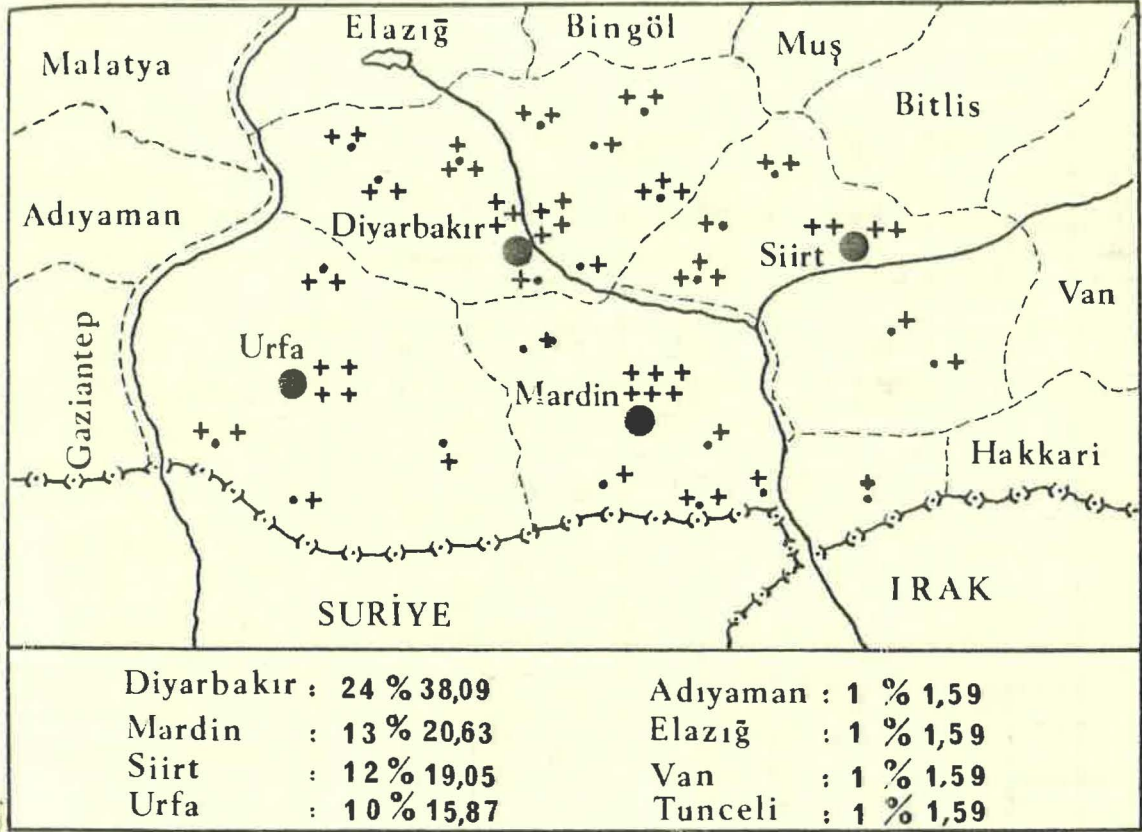 Elazığ
Bingöl
Muş
Malatya
Bitlis
Adıyaman
Diyarbakır
Siirt
Van
Gaziantep
Urfa
Mardin
Hakkari
SURİYE
IRAK
Diyarbakır : 24 % 38,09
Mardin : 13 % 20,63
Siirt : 12 % 19,05
Urfa : 10 % 15,87
Adıyaman : 1 % 1,59
Elazığ : 1 % 1,59
Van : 1 % 1,59
Tunceli : 1 % 1,59